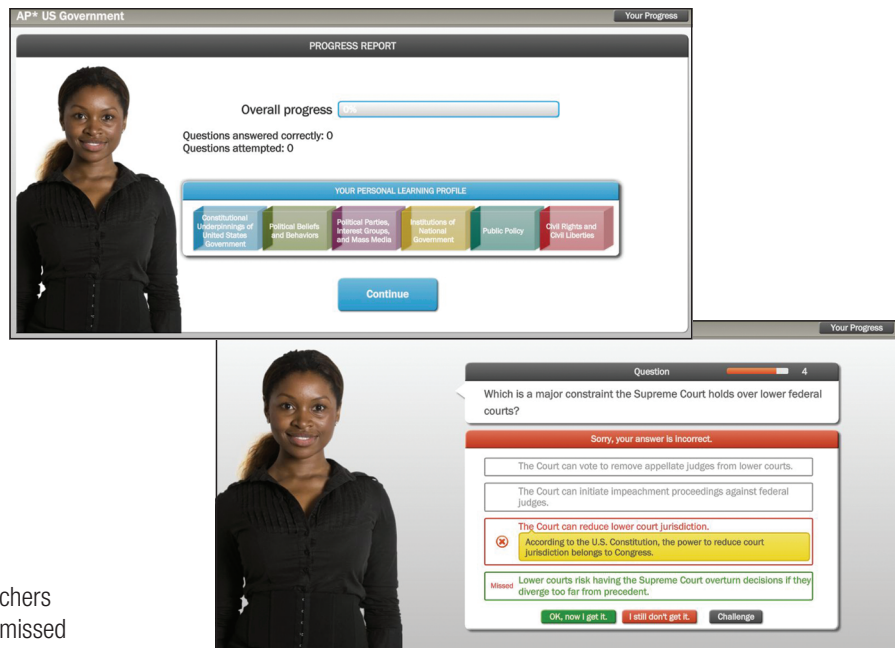 AP* US Government
Your Progress
PROGRESS REPORT
Overall progress 0%
Questions answered correctly: 0
Questions attempted: 0
YOUR PERSONAL LEARNING PROFILE
Constitutional
Underpinnings of
United States
Government
Political Beliefs
and Behaviors
Political Parties,
Interest Groups,
and Mass Media
Institutions of
National
Government
Public Policy
Civil Rights and
Civil Liberties
Continue
Your Progress
Question 4
Which is a major constraint the Supreme Court holds over lower federal
courts?
Sorry, your answer is incorrect.
The Court can vote to remove appellate judges from lower courts.
The Court can initiate impeachment proceedings against federal
judges.
The Court can reduce lower court jurisdiction.
According to the U.S. Constitution, the power to reduce court
jurisdiction belongs to Congress.
Missed Lower courts risk having the Supreme Court overturn decisions if they
diverge too far from precedent.
OK, now I get it. I still don't get it. Challenge
chers
missed